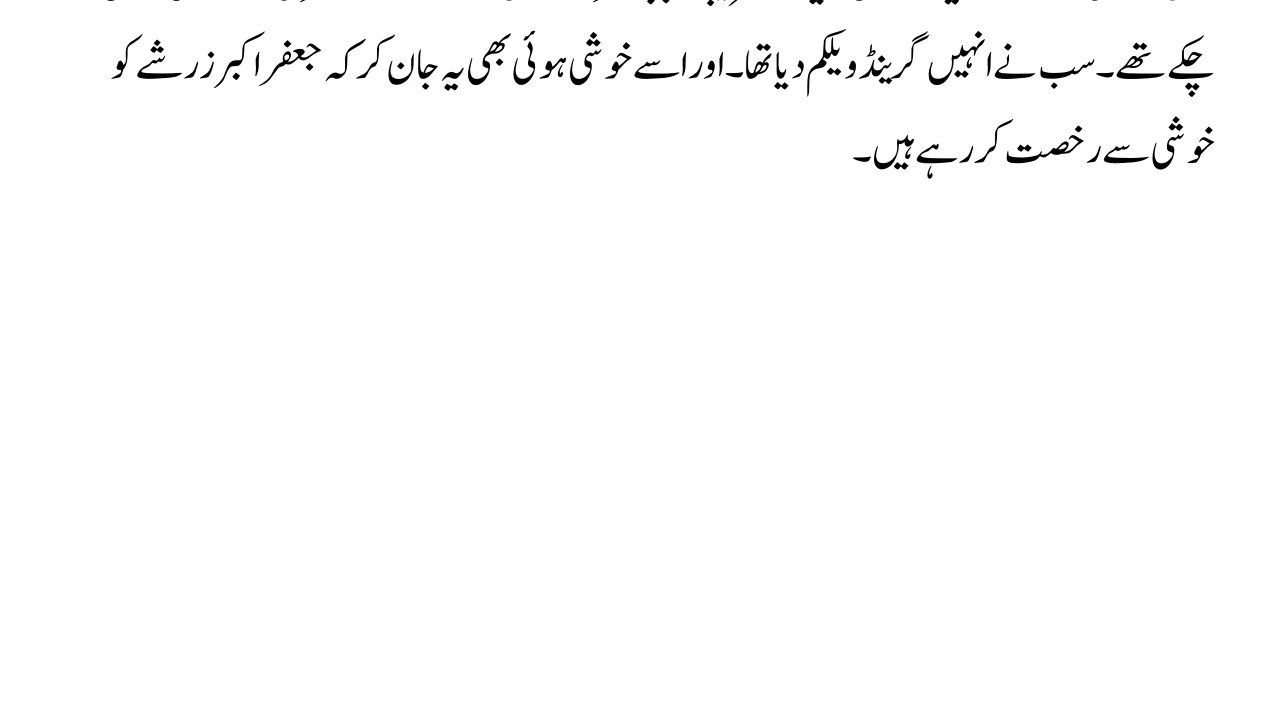 چکے تھے۔ سب نے انہیں گرینڈ ویلکم دیا تھا۔ اور اسے خوشی ہوئی بھی یہ جان کر کہ جعفر اکبر زرشے کو
خوشی سے رخصت کر رہے ہیں۔